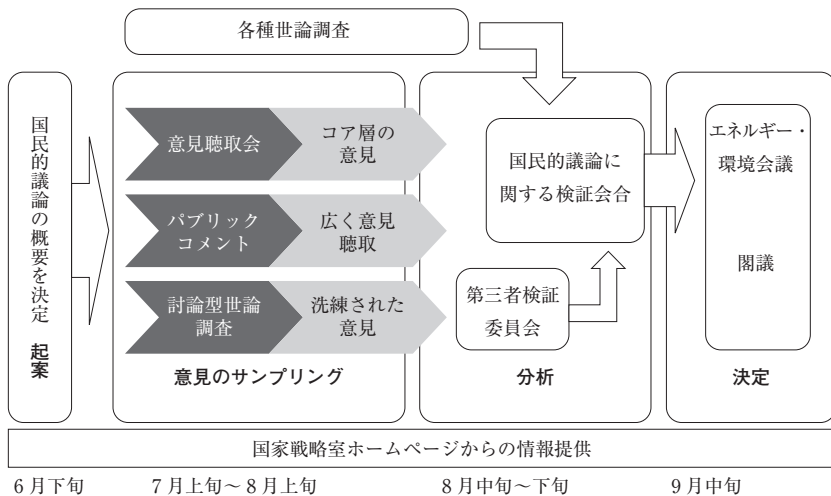 各種世論調査
国民的議論の概要を決定 起案
意見聴取会
コア層の
意見
パブリック
コメント
広く意見
聴取
討論型世論
調査
洗練された
意見
意見のサンプリング
国民的議論に
関する検証会合
第三者検証
委員会
分析
エネルギー・
環境会議
閣議
決定
国家戦略室ホームページからの情報提供
6月下旬
7月上旬～8月上旬
8月中旬～下旬
9月中旬